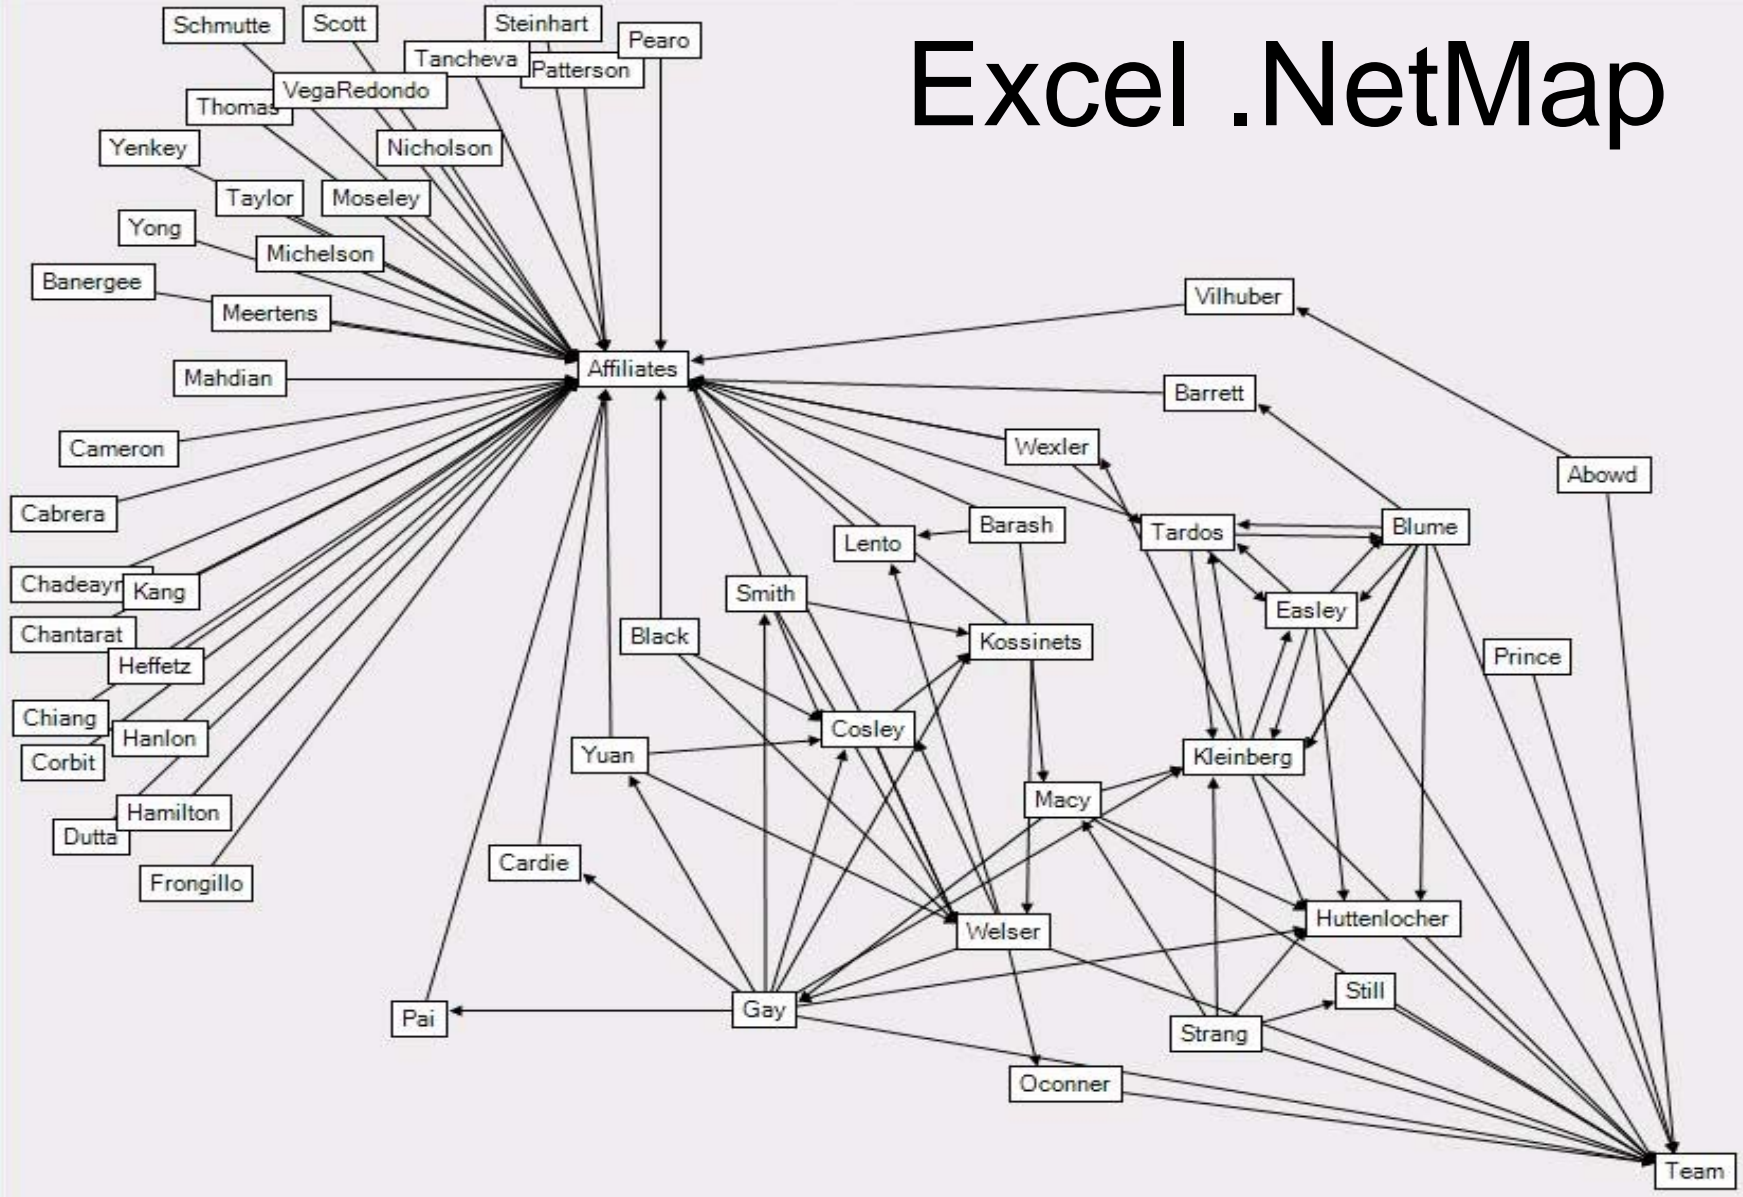 Excel .NetMap
Schmutte
Scott
Steinhart
Pearo
Tancheva
Patterson
VegaRedondo
Thomas
Yenkey
Nicholson
Taylor
Moseley
Yong
Michelson
Banergee
Meertens
Vilhuber
Affiliates
Mahdian
Barrett
Cameron
Wexler
Abowd
Cabrera
Barash
Blume
Tardos
Lento
Chadeayn
Kang
Smith
Easley
Chantarat
Black
Kossinets
Heffetz
Prince
Chiang
Cosley
Hanlon
Yuan
Kleinberg
Corbit
Macy
Hamilton
Dutta
Cardie
Frongillo
Huttenlocher
Welser
Still
Gay
Pai
Strang
Oconner
Team